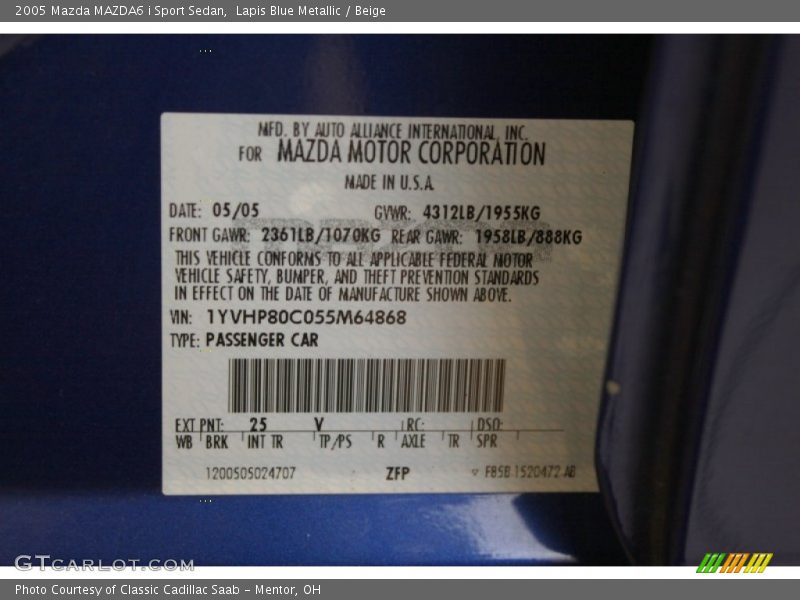 2005 Mazda MAZDA6 i Sport Sedan, Lapis Blue Metallic / Beige
MFD. BY AUTO ALLIANCE INTERNATIONAL, INC.
FOR MAZDA MOTOR CORPORATION
MADE IN U.S.A.
DATE: 05/05 GVWR: 4312LB/1955KG
FRONT GAWR: 2361LB/1070KG REAR GAWR: 1958LB/888KG
THIS VEHICLE CONFORMS TO ALL APPLICABLE FEDERAL MOTOR
VEHICLE SAFETY, BUMPER, AND THEFT PREVENTION STANDARDS
IN EFFECT ON THE DATE OF MANUFACTURE SHOWN ABOVE.
VIN: 1YVHP80C055M64868
TYPE: PASSENGER CAR
EXT PNT: 25 V RC: DSO:
WB BRK INT TR TP/PS R AXLE TR SPR
1200505024707 ZFP F85B 1520472 AB
GTCARLOT.COM
Photo Courtesy of Classic Cadillac Saab - Mentor, OH